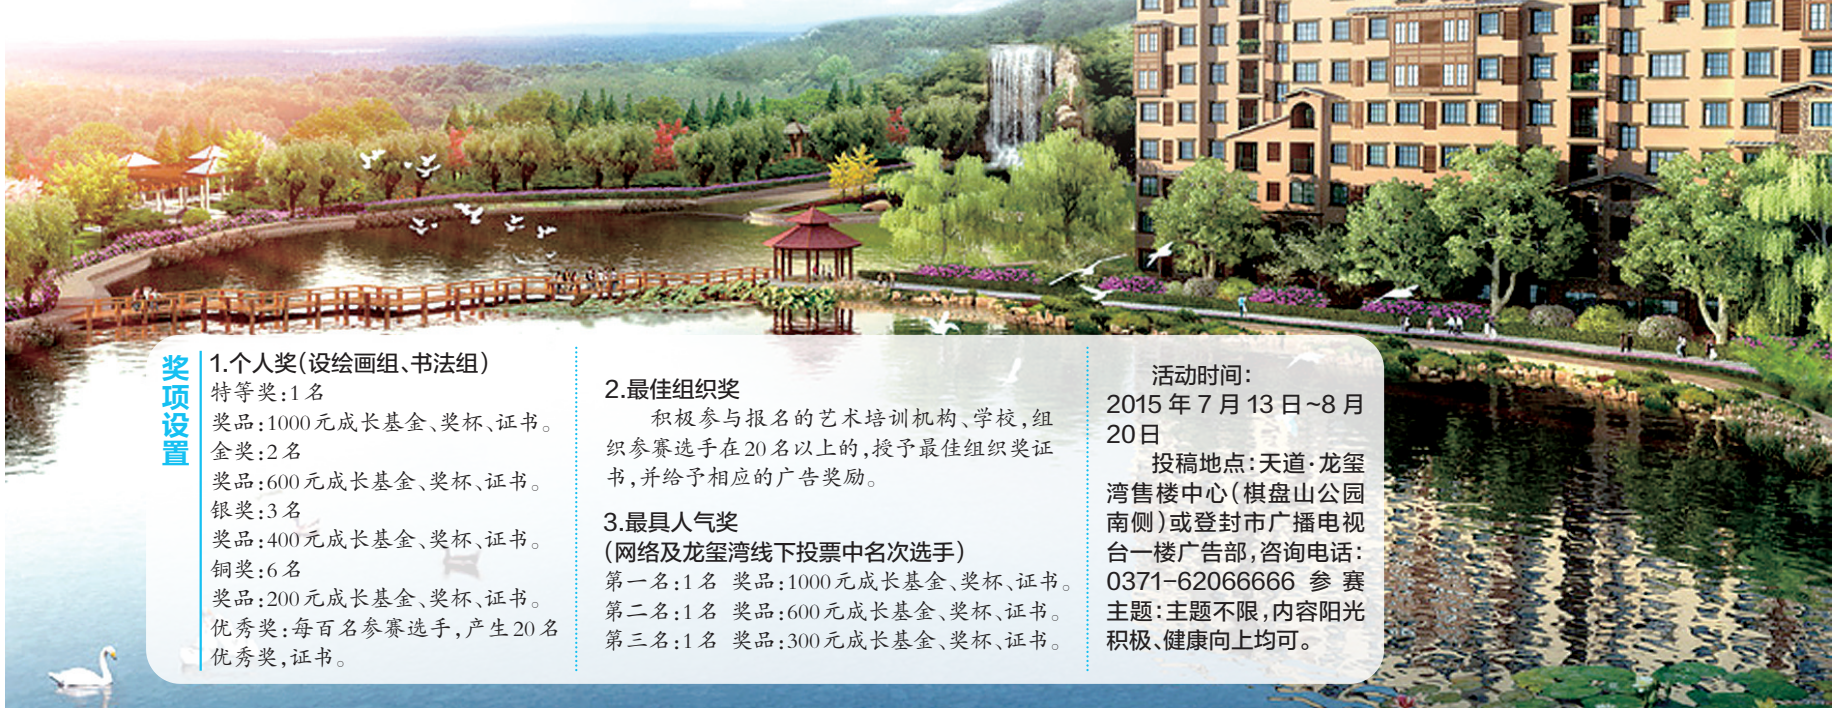 奖项设置
1.个人奖(设绘画组、书法组)
特等奖:1名
奖品:1000元成长基金、奖杯、证书。
金奖:2名
奖品:600元成长基金、奖杯、证书。
银奖:3名
奖品:400元成长基金、奖杯、证书。
铜奖:6名
奖品:200元成长基金、奖杯、证书。
优秀奖:每百名参赛选手,产生20名
优秀奖,证书。
2.最佳组织奖
积极参与报名的艺术培训机构、学校,组
织参赛选手在20名以上的,授予最佳组织奖证
书,并给予相应的广告奖励。
3.最具人气奖
(网络及龙玺湾线下投票中名次选手)
第一名:1名 奖品:1000元成长基金、奖杯、证书。
第二名:1名 奖品:600元成长基金、奖杯、证书。
第三名:1名 奖品:300元成长基金、奖杯、证书。
活动时间:
2015年7月13日~8月
20日
投稿地点:天道·龙玺
湾售楼中心(棋盘山公园
南侧)或登封市广播电视
台一楼广告部,咨询电话:
0371-62066666 参赛
主题:主题不限,内容阳光
积极、健康向上均可。